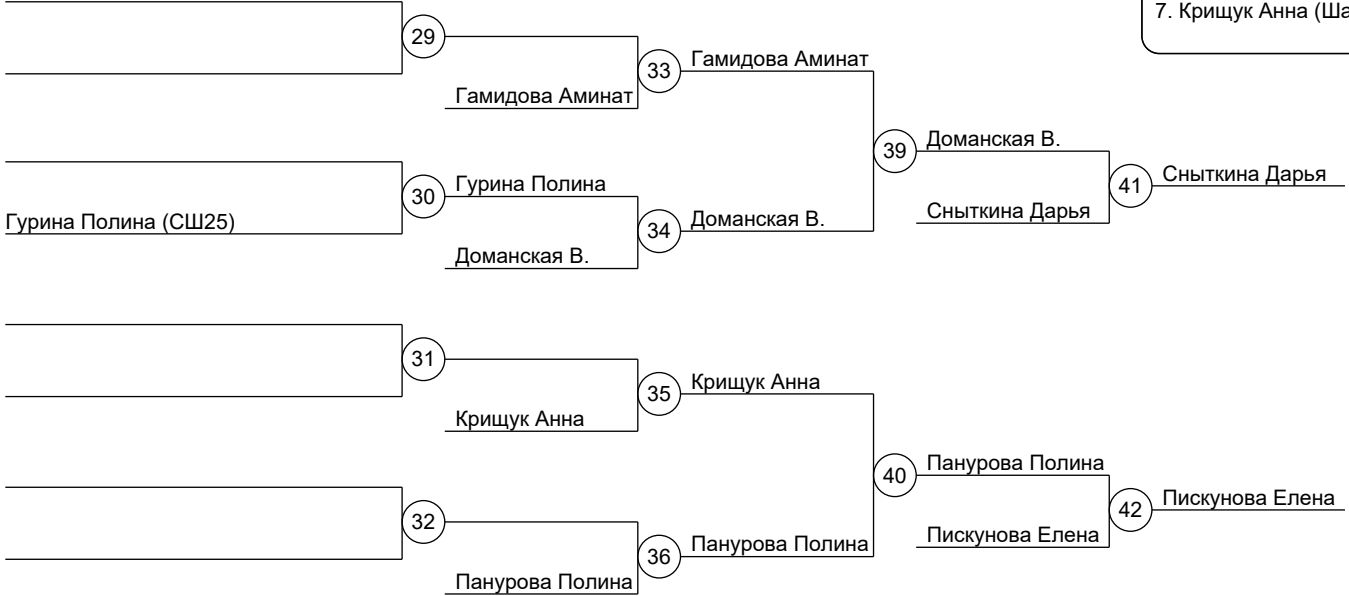 7. Крищук Анна (Ша
29
33
Гамидова Аминат
Гамидова Аминат
39
Доманская В.
41
Сныткина Дарья
30
Гурина Полина
Гурина Полина (СШ25)
34
Доманская В.
Сныткина Дарья
Доманская В.
31
35
Крищук Анна
Крищук Анна
40
Панурова Полина
42
Пискунова Елена
32
36
Панурова Полина
Пискунова Елена
Панурова Полина